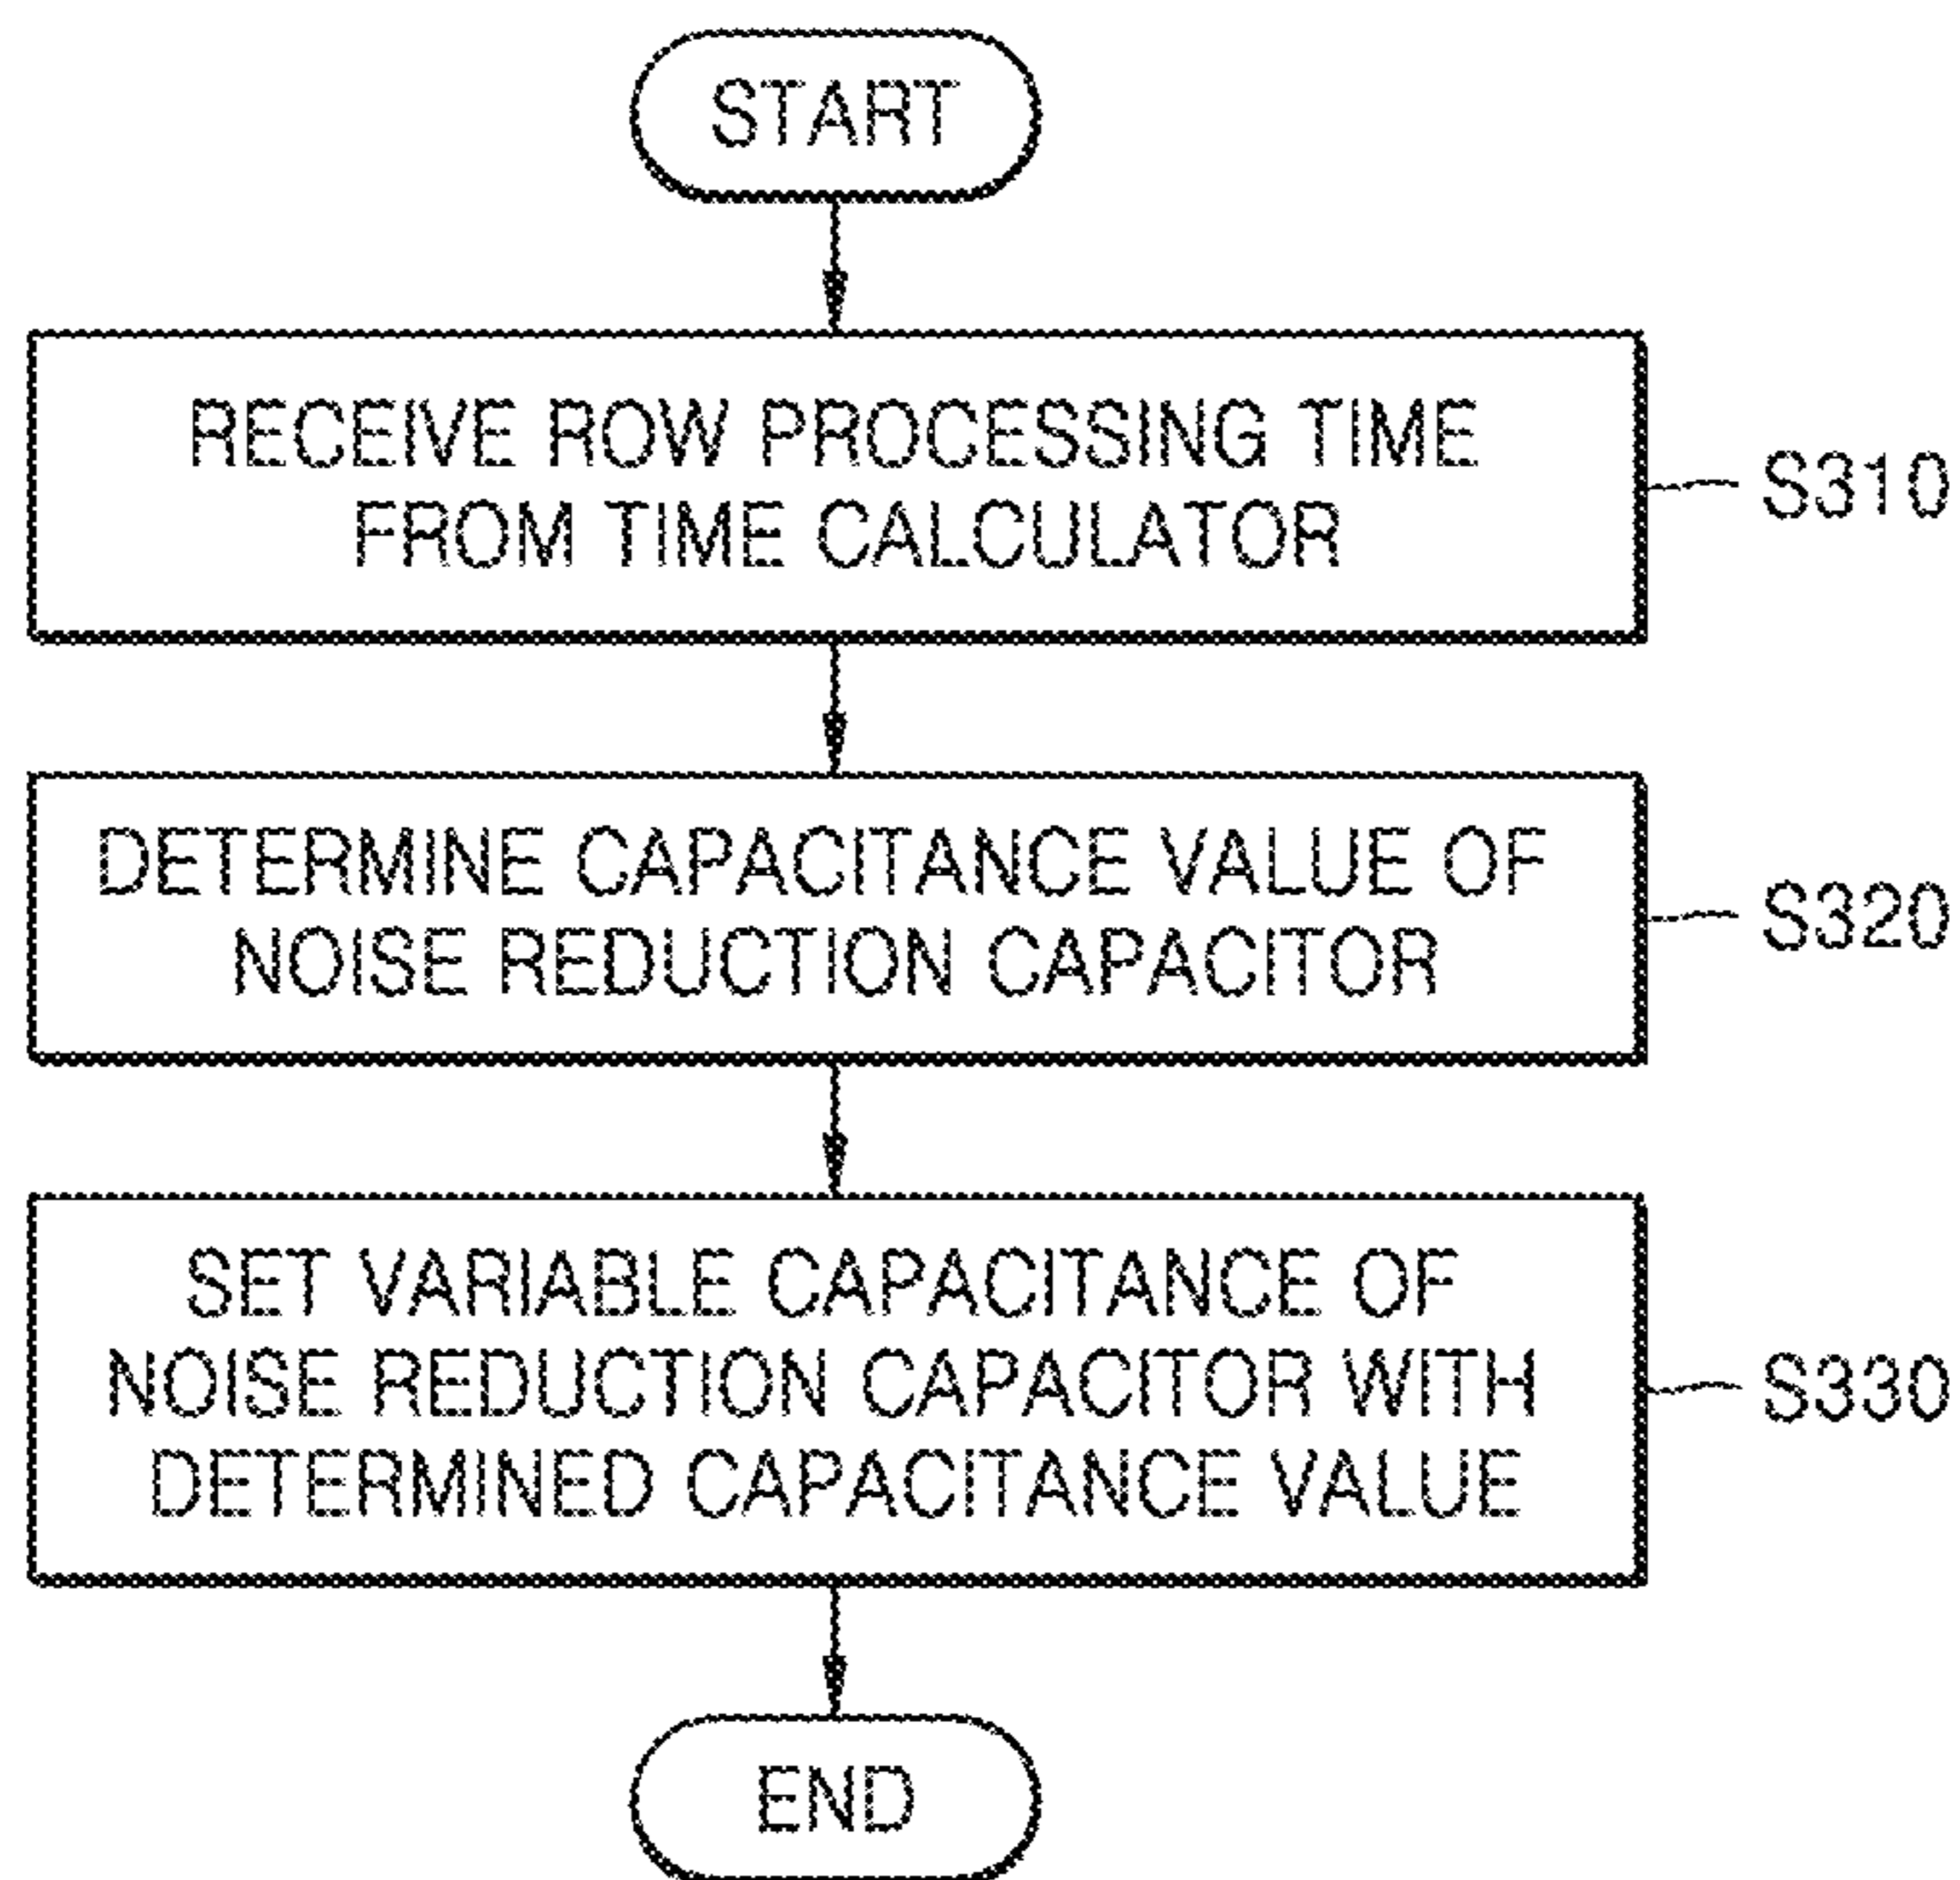 START
RECEIVE ROW PROCESSING TIME
FROM TIME CALCULATOR
S310
DETERMINE CAPACITANCE VALUE OF
NOISE REDUCTION CAPACITOR
S320
SET VARIABLE CAPACITANCE OF
NOISE REDUCTION CAPACITOR WITH
DETERMINED CAPACITANCE VALUE
S330
END